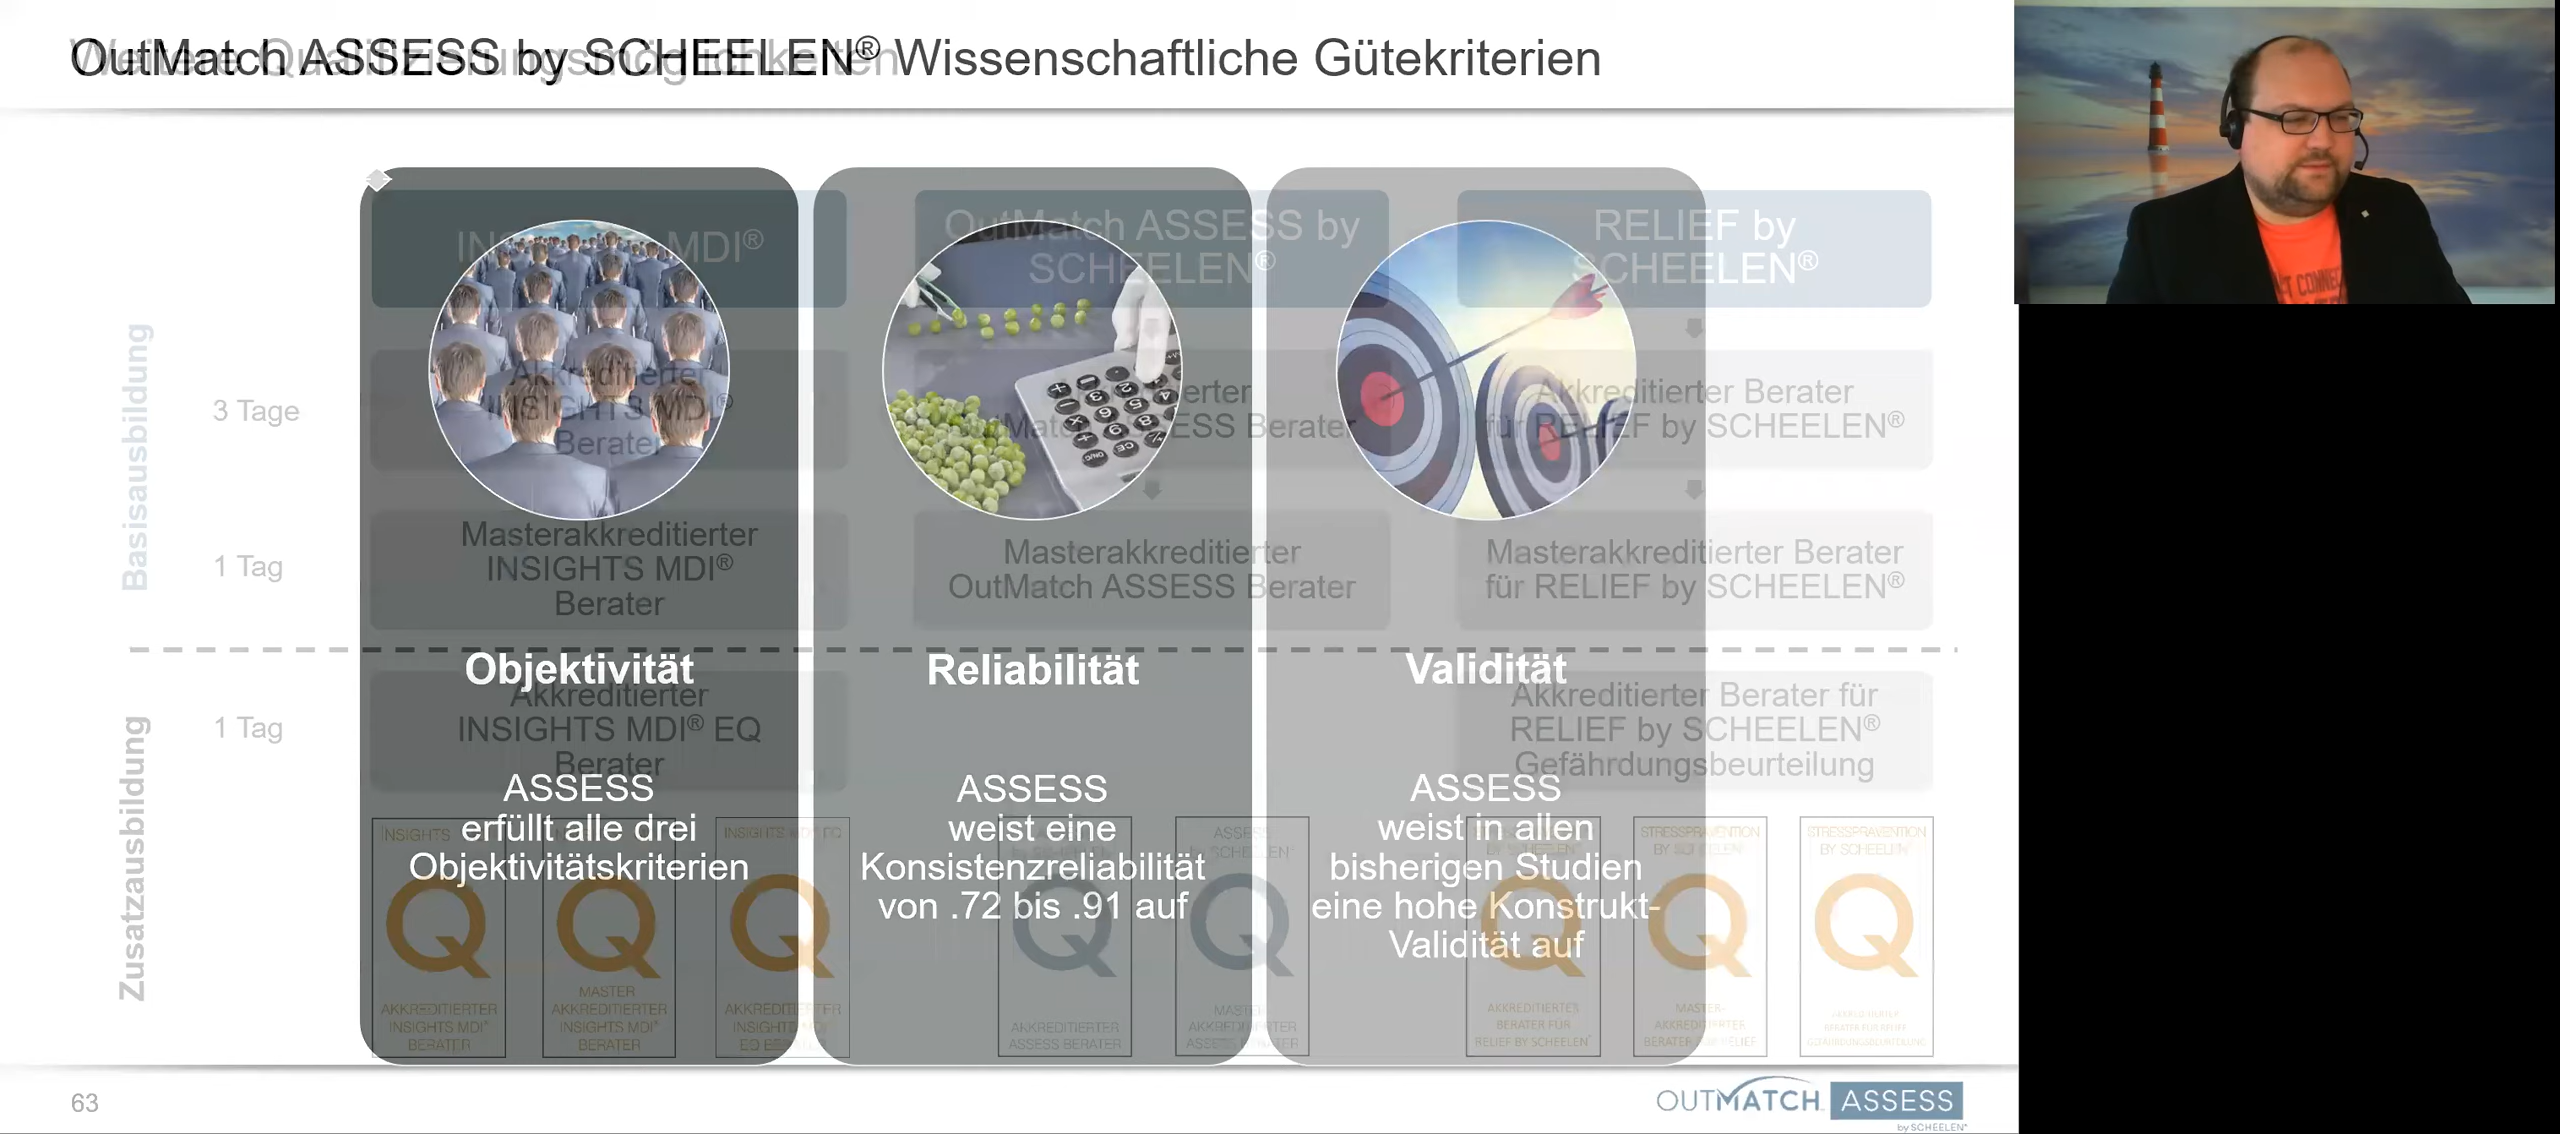 OutMatch ASSESS by SCHEELEN® Wissenschaftliche Gütekriterien
Weitere Qualifizierungsmöglichkeiten
INSIGHTS MDI®
OutMatch ASSESS by
SCHEELEN®
RELIEF by
SCHEELEN®
Basisausbildung
3 Tage
Akkreditierter
INSIGHTS MDI®
Berater
Akkreditierter
OutMatch ASSESS Berater
Akkreditierter Berater
für RELIEF by SCHEELEN®
1 Tag
Masterakkreditierter
INSIGHTS MDI®
Berater
Masterakkreditierter
OutMatch ASSESS Berater
Masterakkreditierter Berater
für RELIEF by SCHEELEN®
Objektivität
Reliabilität
Validität
Zusatzausbildung
1 Tag
Akkreditierter
INSIGHTS MDI® EQ
Berater
Akkreditierter Berater für
RELIEF by SCHEELEN®
Gefährdungsbeurteilung
ASSESS
erfüllt alle drei
Objektivitätskriterien
ASSESS
weist eine
Konsistenzreliabilität
von .72 bis .91 auf
ASSESS
weist in allen
bisherigen Studien
eine hohe Konstrukt-
Validität auf
INSIGHTS
Q
AKKREDITIERTER
INSIGHTS MDI®
BERATER
Q
MASTER
AKKREDITIERTER
INSIGHTS MDI®
BERATER
INSIGHTS MDI EQ
Q
AKKREDITIERTER
INSIGHTS MDI
EQ BERATER
Q
AKKREDITIERTER
ASSESS BERATER
ASSESS
by SCHEELEN
Q
MASTER
AKKREDITIERTER
ASSESS BERATER
Q
AKKREDITIERTES
BERATER FÜR
RELIEF BY SCHEELEN®
STRESSPRÄVENTION
BY SCHEELEN
Q
MASTER-
AKKREDITIERTER
BERATER FÜR RELIEF
STRESSPRÄVENTION
BY SCHEELEN
Q
AKKREDITIERTER
BERATER FÜR RELIEF
GEFÄHRDUNGSBEURTEILUNG
63
OUTMATCH ASSESS
by SCHEELEN®